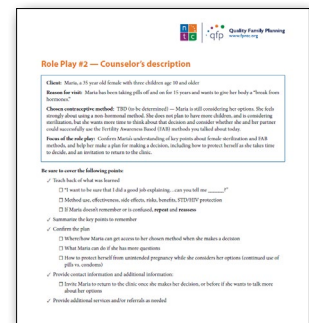 n t c
qfp
Quality Family Planning
www.fpntc.org
Role Play #2 — Counselor's description
Client: Maria, a 35 year old female with three children age 10 and older
Reason for visit: Maria has been taking pills off and on for 15 years and wants to give her body a "break from
hormones."
Chosen contraceptive method: TBD (to be determined) — Maria is still considering her options. She feels
strongly about using a non hormonal method. She does not plan to have more children, and is considering
sterilization, but she wants more time to think about that decision and consider whether she and her partner
could successfully use the Fertility Awareness Based (FAB) methods you talked about today.
Focus of the role play: Confirm Maria's understanding of key points about female sterilization and FAB
methods, and help her make a plan for making a decision, including how to protect herself as she takes time
to decide, and an invitation to return to the clinic.
Be sure to cover the following points:
✓ Teach back of what was learned
☐ "I want to be sure that I did a good job explaining…can you tell me ______?"
☐ Method use, effectiveness, side effects, risks, benefits, STD/HIV protection
☐ If Maria doesn't remember or is confused, repeat and reassess
✓ Summarize the key points to remember
✓ Confirm the plan
☐ Where/how Maria can get access to her chosen method when she makes a decision
☐ What Maria can do if she has more questions
☐ How to protect herself from unintended pregnancy while she considers her options (continued use of
pills vs. condoms)
✓ Provide contact information and additional information:
☐ Invite Maria to return to the clinic once she makes her decision, or before if she wants to talk more
about her options
✓ Provide additional services and/or referrals as needed